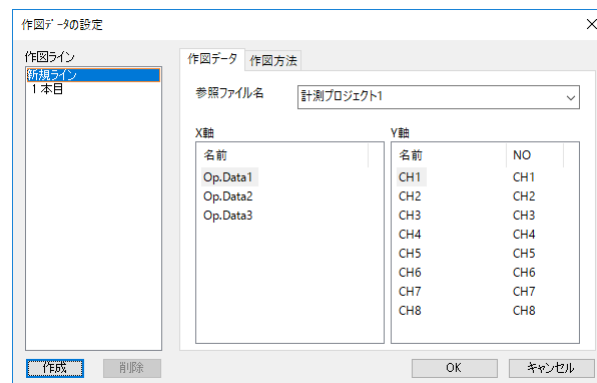 作図ﾃﾞｰﾀの設定
作図ライン
新規ライン
1本目
作成
削除
作図データ
作図方法
参照ファイル名
計測プロジェクト1
X軸
名前
Op.Data1
Op.Data2
Op.Data3
Y軸
名前 NO
CH1 CH1
CH2 CH2
CH3 CH3
CH4 CH4
CH5 CH5
CH6 CH6
CH7 CH7
CH8 CH8
OK
キャンセル